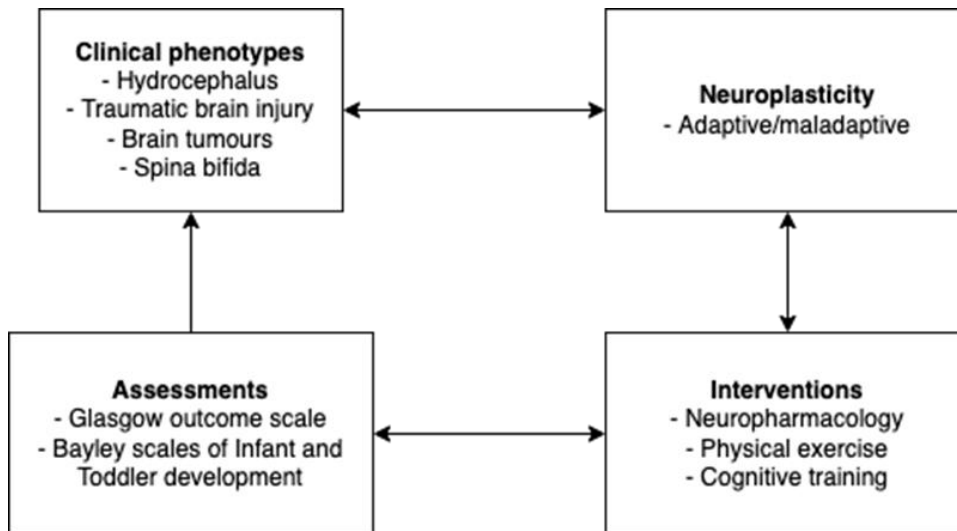 Clinical phenotypes
- Hydrocephalus
- Traumatic brain injury
- Brain tumours
- Spina bifida
Neuroplasticity
- Adaptive/maladaptive
Assessments
- Glasgow outcome scale
- Bayley scales of Infant and
Toddler development
Interventions
- Neuropharmacology
- Physical exercise
- Cognitive training